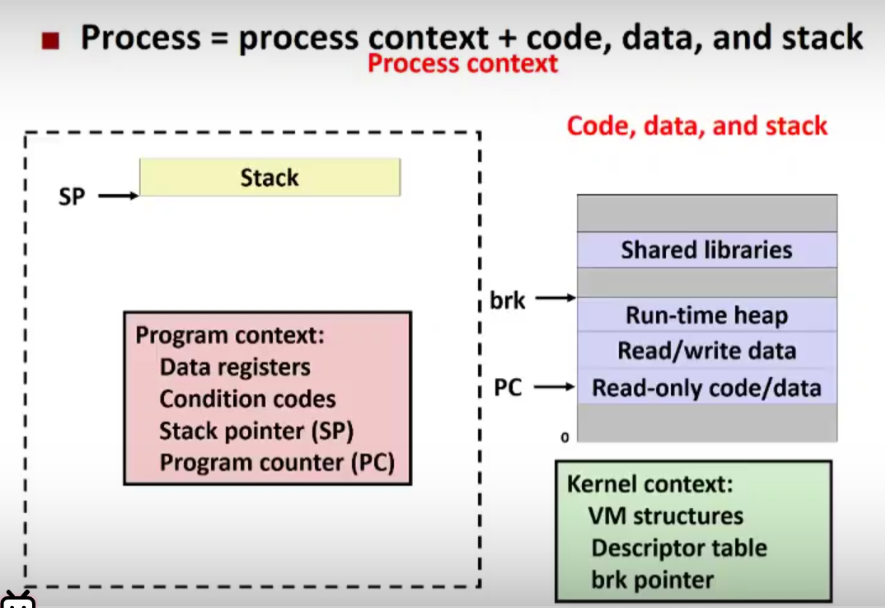 Process = process context + code, data, and stack
Process context
Code, data, and stack
SP
Stack
Program context:
Data registers
Condition codes
Stack pointer (SP)
Program counter (PC)
Shared libraries
brk
Run-time heap
Read/write data
PC
Read-only code/data
0
Kernel context:
VM structures
Descriptor table
brk pointer